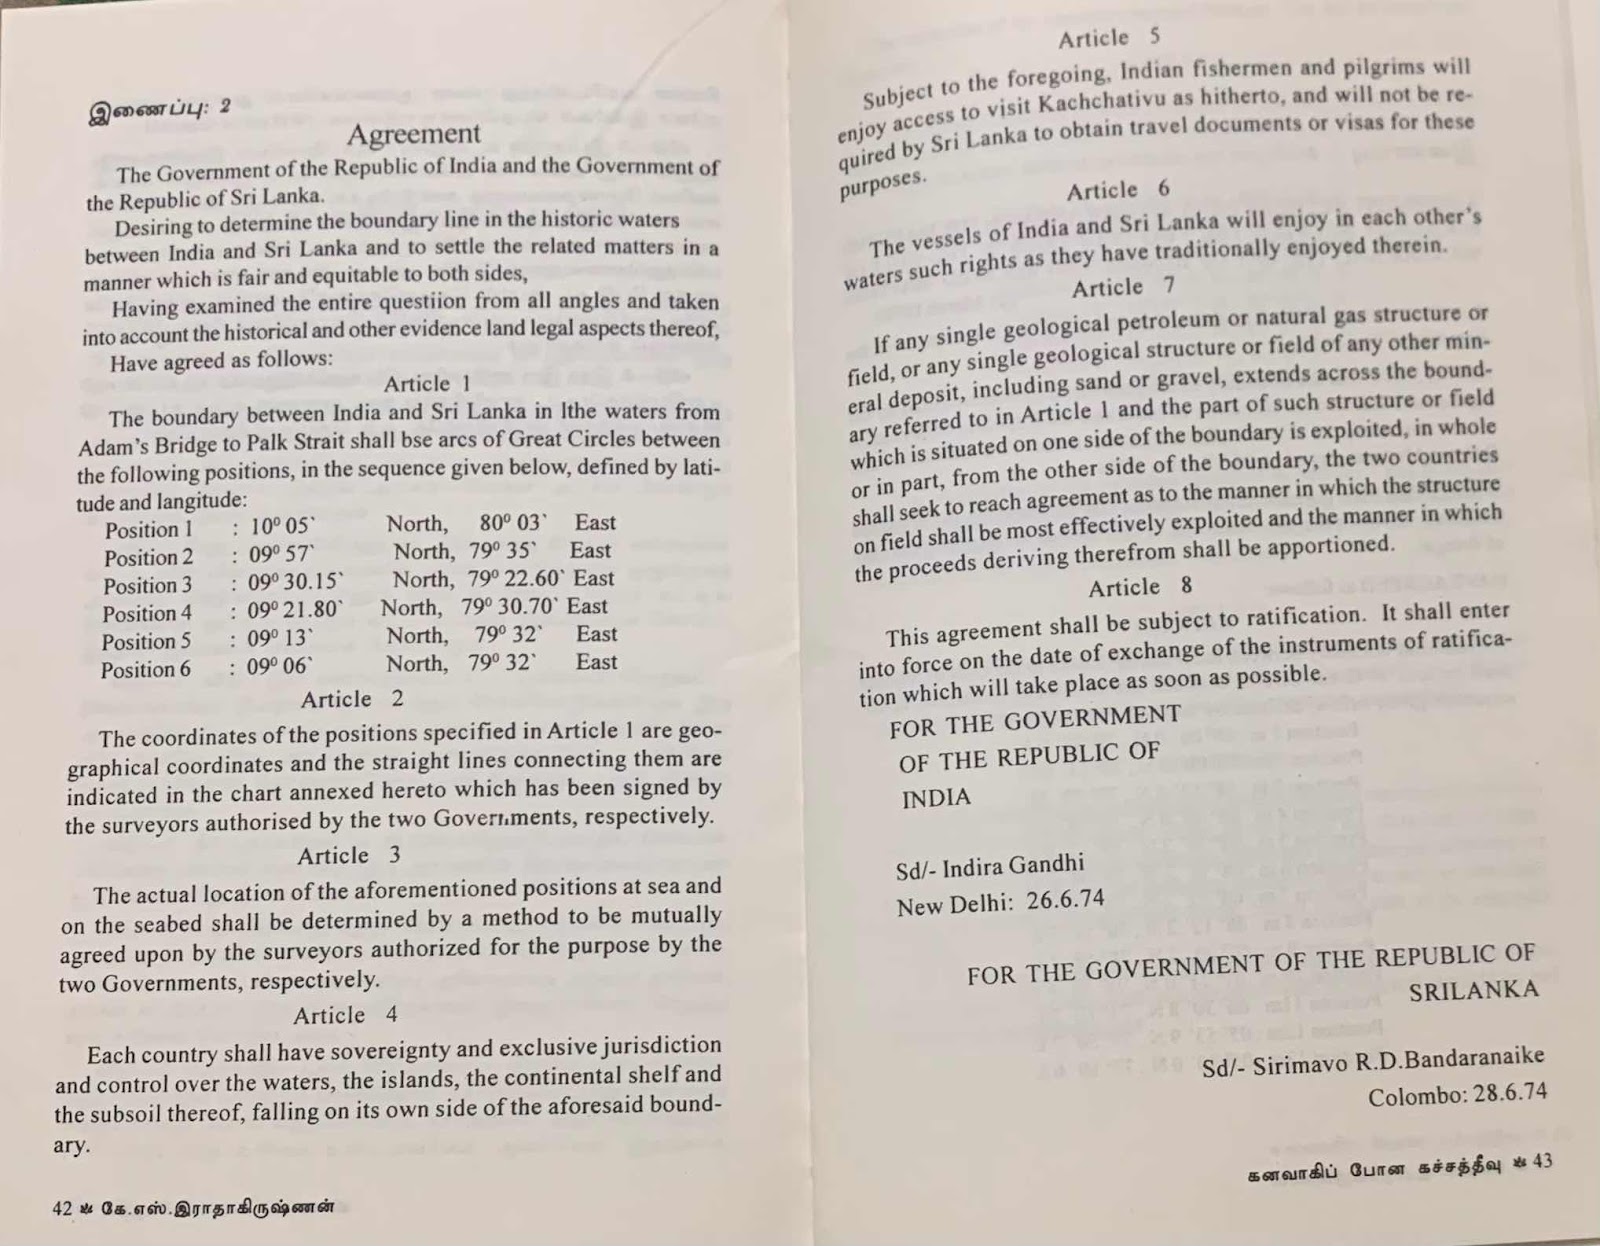 இணைப்பு: 2
Agreement
The Government of the Republic of India and the Government of
the Republic of Sri Lanka.
Desiring to determine the boundary line in the historic waters
between India and Sri Lanka and to settle the related matters in a
manner which is fair and equitable to both sides,
Having examined the entire questiion from all angles and taken
into account the historical and other evidence land legal aspects thereof,
Have agreed as follows:
Article 1
The boundary between India and Sri Lanka in lthe waters from
Adam's Bridge to Palk Strait shall bse arcs of Great Circles between
the following positions, in the sequence given below, defined by lati-
tude and langitude:
Position 1 : 10⁰ 05` North, 80⁰ 03` East
Position 2 : 09⁰ 57` North, 79⁰ 35` East
Position 3 : 09⁰ 30.15` North, 79⁰ 22.60` East
Position 4 : 09⁰ 21.80` North, 79⁰ 30.70` East
Position 5 : 09⁰ 13` North, 79⁰ 32` East
Position 6 : 09⁰ 06` North, 79⁰ 32` East
Article 2
The coordinates of the positions specified in Article 1 are geo-
graphical coordinates and the straight lines connecting them are
indicated in the chart annexed hereto which has been signed by
the surveyors authorised by the two Governments, respectively.
Article 3
The actual location of the aforementioned positions at sea and
on the seabed shall be determined by a method to be mutually
agreed upon by the surveyors authorized for the purpose by the
two Governments, respectively.
Article 4
Each country shall have sovereignty and exclusive jurisdiction
and control over the waters, the islands, the continental shelf and
the subsoil thereof, falling on its own side of the aforesaid bound-
ary.
42 ⚜ கே.எஸ்.இராதாகிருஷ்ணன்
Article 5
Subject to the foregoing, Indian fishermen and pilgrims will
enjoy access to visit Kachchativu as hitherto, and will not be re-
quired by Sri Lanka to obtain travel documents or visas for these
purposes.
Article 6
The vessels of India and Sri Lanka will enjoy in each other's
waters such rights as they have traditionally enjoyed therein.
Article 7
If any single geological petroleum or natural gas structure or
field, or any single geological structure or field of any other min-
eral deposit, including sand or gravel, extends across the bound-
ary referred to in Article 1 and the part of such structure or field
which is situated on one side of the boundary is exploited, in whole
or in part, from the other side of the boundary, the two countries
shall seek to reach agreement as to the manner in which the structure
on field shall be most effectively exploited and the manner in which
the proceeds deriving therefrom shall be apportioned.
Article 8
This agreement shall be subject to ratification. It shall enter
into force on the date of exchange of the instruments of ratifica-
tion which will take place as soon as possible.
FOR THE GOVERNMENT
OF THE REPUBLIC OF
INDIA
Sd/- Indira Gandhi
New Delhi: 26.6.74
FOR THE GOVERNMENT OF THE REPUBLIC OF
SRILANKA
Sd/- Sirimavo R.D.Bandaranaike
Colombo: 28.6.74
கனவாகிப் போன கச்சத்தீவு ⚜ 43